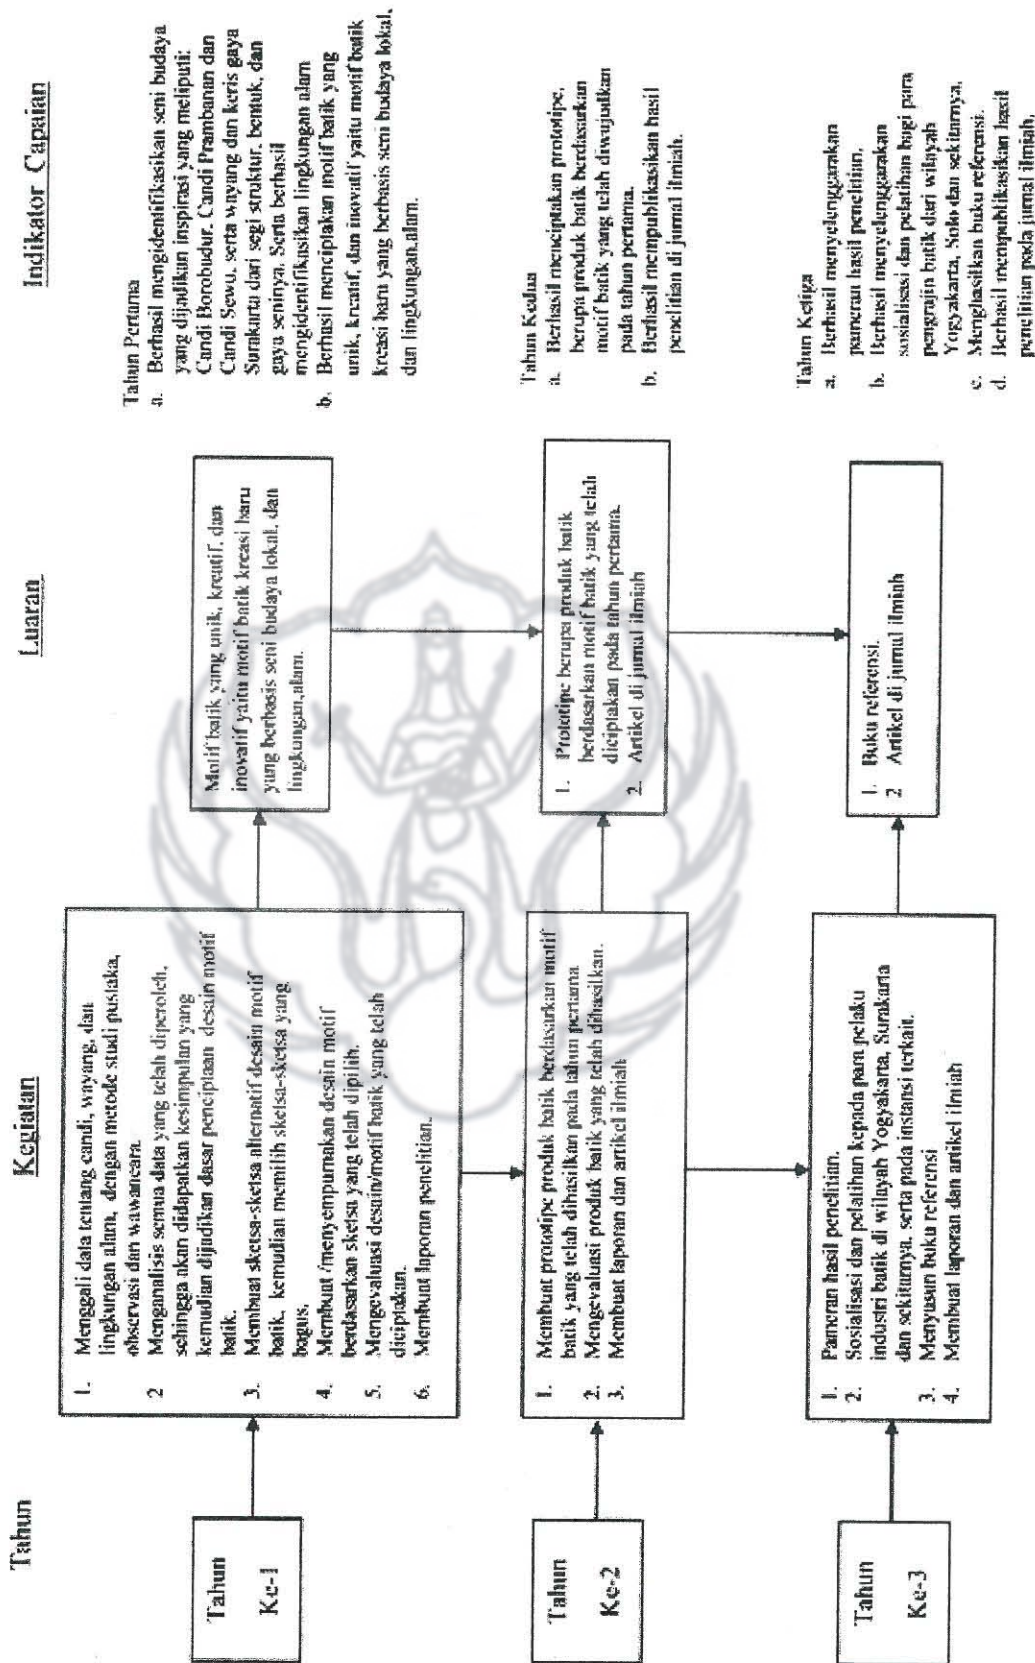 Tahun
Kegiatan
Luaran
Indikator Capaian
Tahun
Ke-1
1. Menggali data tentang candi, wayang, dan
lingkungan alam, dengan metode studi pustaka,
observasi dan wawancara.
2 Menganalisis semua data yang telah diperoleh,
sehingga akan didapatkan kesimpulan yang
kemudian dijadikan dasar penciptaan desain motif
batik.
3. Membuat sketsa-sketsa alternatif desain motif
batik, kemudian memilih sketsa-sketsa yang
bagus.
4. Membuat /menyempurnakan desain motif
berdasarkan sketsa yang telah dipilih.
5. Mengevaluasi desain/motif batik yang telah
diciptakan.
6. Membuat laporan penelitian.
Motif batik yang unik, kreatif, dan
inovatif yaitu motif batik kreasi baru
yang berbasis seni budaya lokal, dan
lingkungan,alam.
Tahun Pertama
a. Berhasil mengidentifikasikan seni budaya
yang dijadikan inspirasi yang meliputi:
Candi Borobudur, Candi Prambanan dan
Candi Sewu, serta wayang dan keris gaya
Surakarta dari segi struktur, bentuk, dan
gaya seninya. Serta berhasil
mengidentifikasikan lingkungan alam
b. Berhasil menciptakan motif batik yang
unik, kreatif, dan inovatif yaitu motif batik
kreasi baru yang berbasis seni budaya lokal,
dan lingkungan,alam.
Tahun
Ke-2
1. Membuat prototipe produk batik berdasarkan motif
batik yang telah dihasilkan pada tahun pertama
2. Mengevaluasi produk batik yang telah dihasilkan.
3. Membuat laporan dan artikel ilmiah
1. Prototipe berupa produk batik
berdasarkan motif batik yang telah
diciptakan pada tahun pertama.
2. Artikel di jurnal ilmiah
Tahun Kedua
a. Berhasil menciptakan prototipe,
berupa produk batik berdasarkan
motif batik yang telah diwujudkan
pada tahun pertama.
b. Berhasil mempublikasikan hasil
penelitian di jurnal ilmiah.
Tahun
Ke-3
1. Pameran hasil penelitian.
2. Sosialisasi dan pelatihan kepada para pelaku
industri batik di wilayah Yogyakarta, Surakarta
dan sekitarnya, serta pada instansi terkait.
3. Menyusun buku referensi
4. Membuat laporan dan artikel ilmiah
1. Buku referensi.
2 Artikel di jurnal ilmiah
Tahun Ketiga
a. Berhasil menyelenggarakan
pameran hasil penelitian.
b. Berhasil menyelenggarakan
sosialisasi dan pelatihan bagi para
pengrajin batik dari wilayah
Yogyakarta, Solo dan sekitarnya.
c. Menghasilkan buku referensi.
d. Berhasil mempublikasikan hasil
penelitian pada jurnal ilmiah.